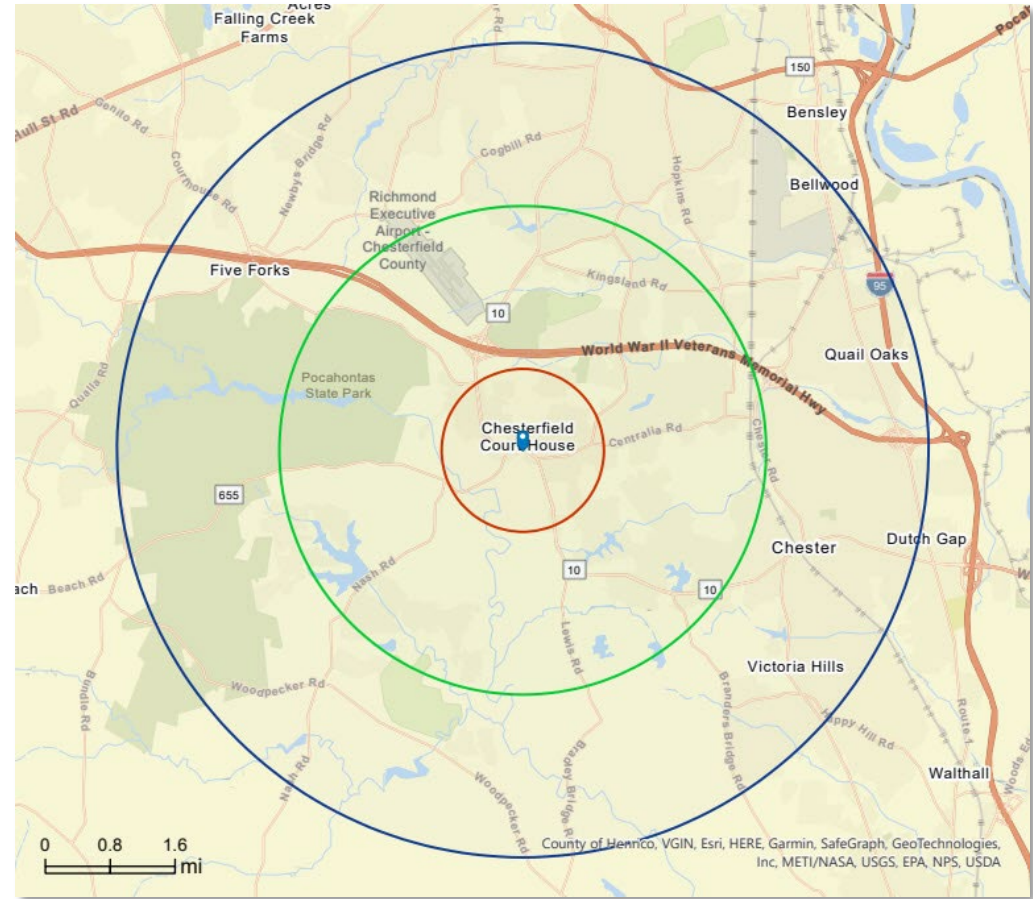 Acres
Falling Creek
Farms
Pocah
150
Bensley
Hull St Rd
Genito Rd
Courthouse Rd
Newbys Bridge Rd
Cogbill Rd
Hopkins Rd
Bellwood
Richmond
Executive
Airport -
Chesterfield
County
Five Forks
Kingsland Rd
95
10
World War II Veterans Memorial Hwy
Quail Oaks
Qualla Rd
Pocahontas
State Park
Chesterfield
Court House
Centralia Rd
Chester Rd
655
Dutch Gap
Chester
10
10
Nash Rd
ach
Beach Rd
W
Lewis Rd
Victoria Hills
Woodpecker Rd
Bundle Rd
Branders Bridge Rd
Happy Hill Rd
Route 1
Woods Ed
Nash Rd
Woodpecker Rd
Bradley Bridge R
Walthall
0 0.8 1.6
mi
County of Henrico, VGIN, Esri, HERE, Garmin, SafeGraph, GeoTechnologies,
Inc, METI/NASA, USGS, EPA, NPS, USDA